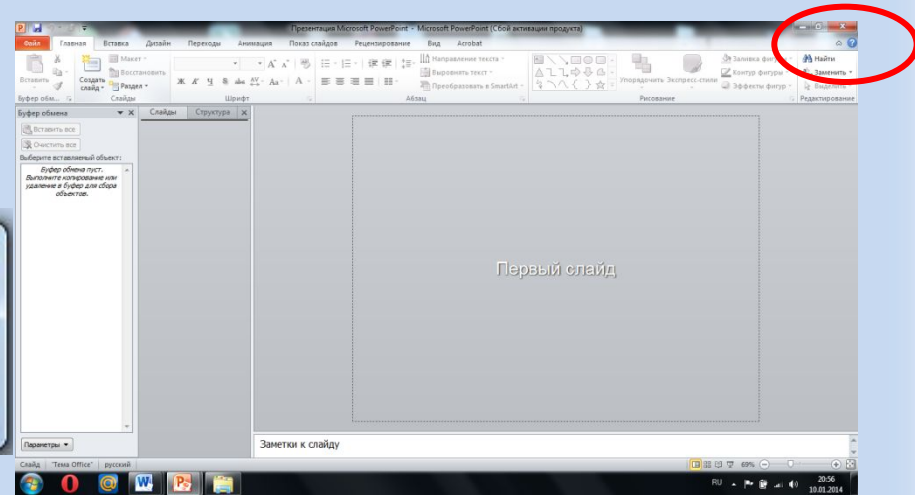 Презентация Microsoft PowerPoint - Microsoft PowerPoint (Сбой активации продукта)
Файл Главная Вставка Дизайн Переходы Анимация Показ слайдов Рецензирование Вид Acrobat
Вставить
Создать слайд
Макет
Восстановить
Раздел
Ж К Ч S abc AV Aa A
Направление текста
Выровнять текст
Преобразовать в SmartArt
Упорядочить Экспресс-стили
Заливка фигуры
Контур фигуры
Эффекты фигур
Найти
Заменить
Выделить
Буфер обм... Слайды Шрифт Абзац Рисование Редактирование
Буфер обмена
Слайды Структура
Вставить все
Очистить все
Выберите вставляемый объект:
Буфер обмена пуст.
Выполните копирование или
удаление в буфер для сбора
объектов.
Первый слайд
Параметры
Заметки к слайду
Слайд "Тема Office" русский 69%
RU 20:56
10.01.2014